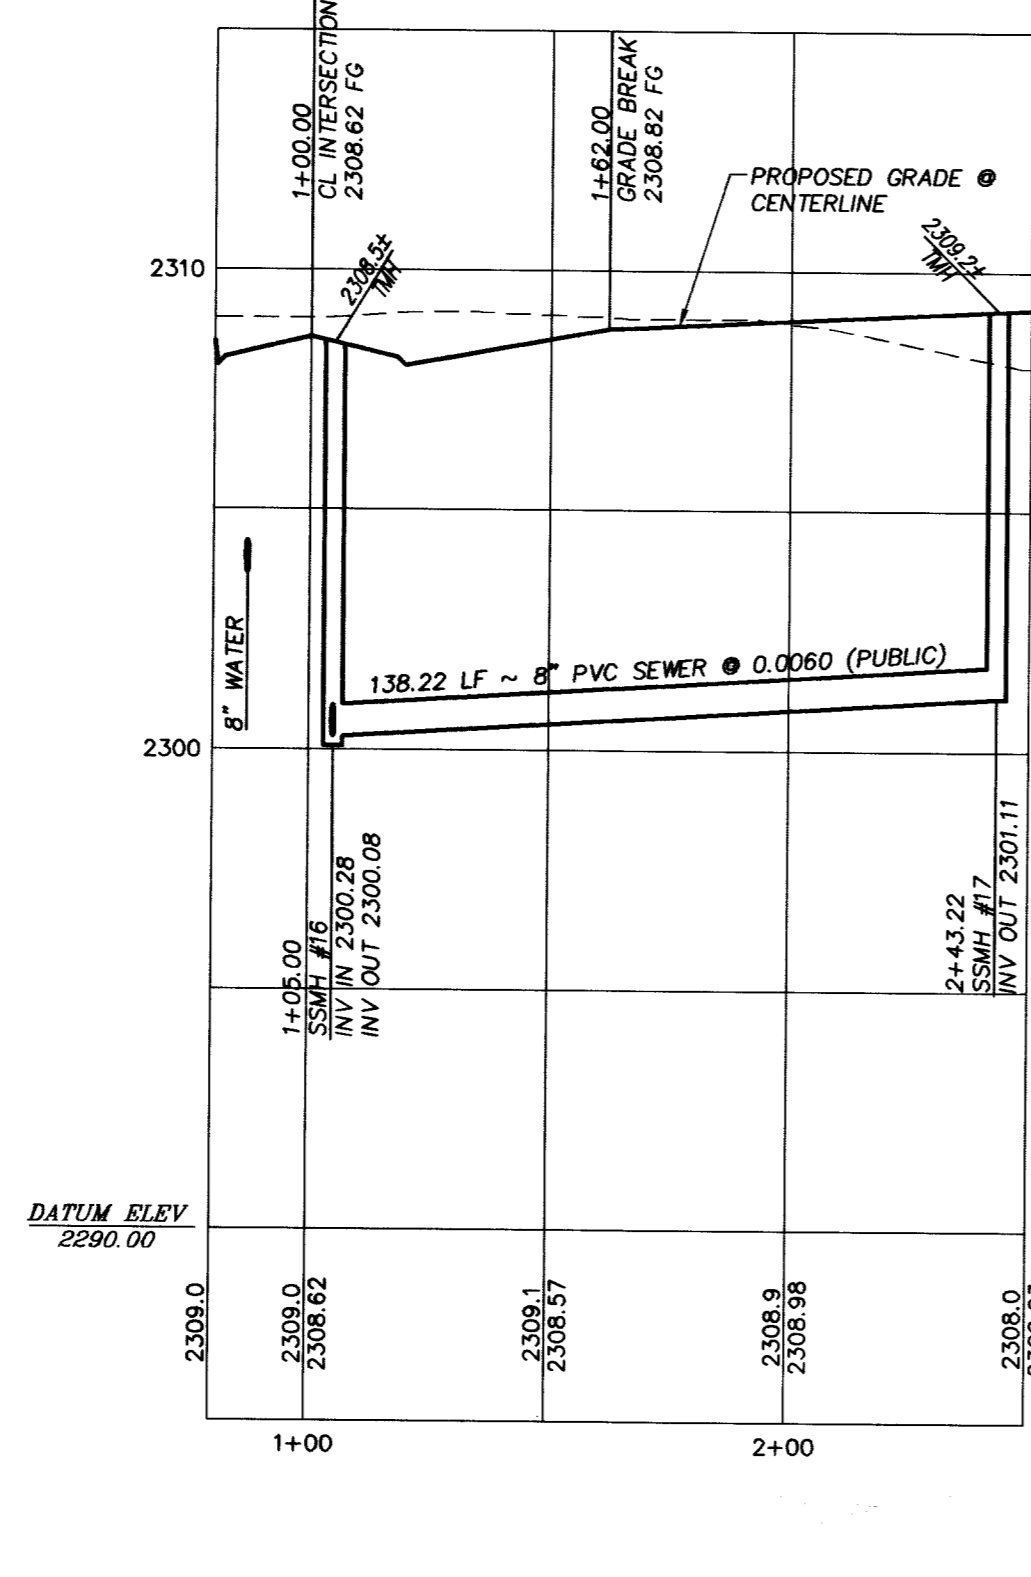 1+00.00
CL INTERSECTION
2308.62 FG
1+62.00
GRADE BREAK
2308.82 FG
PROPOSED GRADE @
CENTERLINE
2308.5±
TMH
2309.2±
TMH
2310
8" WATER
138.22 LF ~ 8" PVC SEWER @ 0.0060 (PUBLIC)
2300
1+05.00
SSMH #16
INV IN 2300.28
INV OUT 2300.08
2+43.22
SSMH #17
INV OUT 2301.11
DATUM ELEV
2290.00
2309.0
2309.0
2308.62
2309.1
2308.57
2308.9
2308.98
2308.0
1+00
2+00